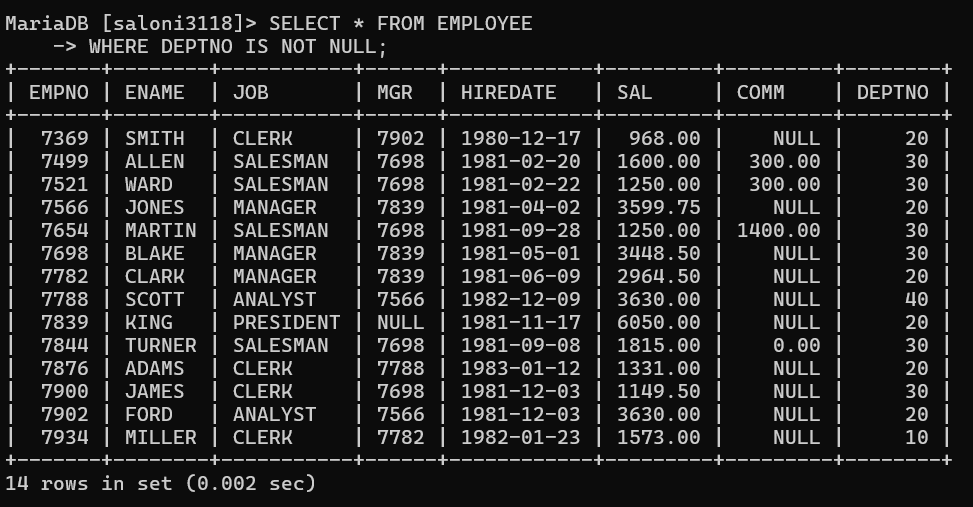 MariaDB [saloni3118]> SELECT * FROM EMPLOYEE
    -> WHERE DEPTNO IS NOT NULL;
+-------+--------+-----------+------+------------+---------+---------+--------+
| EMPNO | ENAME  | JOB       | MGR  | HIREDATE   | SAL     | COMM    | DEPTNO |
+-------+--------+-----------+------+------------+---------+---------+--------+
|  7369 | SMITH  | CLERK     | 7902 | 1980-12-17 |  968.00 |    NULL |     20 |
|  7499 | ALLEN  | SALESMAN  | 7698 | 1981-02-20 | 1600.00 |  300.00 |     30 |
|  7521 | WARD   | SALESMAN  | 7698 | 1981-02-22 | 1250.00 |  300.00 |     30 |
|  7566 | JONES  | MANAGER   | 7839 | 1981-04-02 | 3599.75 |    NULL |     20 |
|  7654 | MARTIN | SALESMAN  | 7698 | 1981-09-28 | 1250.00 | 1400.00 |     30 |
|  7698 | BLAKE  | MANAGER   | 7839 | 1981-05-01 | 3448.50 |    NULL |     30 |
|  7782 | CLARK  | MANAGER   | 7839 | 1981-06-09 | 2964.50 |    NULL |     20 |
|  7788 | SCOTT  | ANALYST   | 7566 | 1982-12-09 | 3630.00 |    NULL |     40 |
|  7839 | KING   | PRESIDENT | NULL | 1981-11-17 | 6050.00 |    NULL |     20 |
|  7844 | TURNER | SALESMAN  | 7698 | 1981-09-08 | 1815.00 |    0.00 |     30 |
|  7876 | ADAMS  | CLERK     | 7788 | 1983-01-12 | 1331.00 |    NULL |     20 |
|  7900 | JAMES  | CLERK     | 7698 | 1981-12-03 | 1149.50 |    NULL |     30 |
|  7902 | FORD   | ANALYST   | 7566 | 1981-12-03 | 3630.00 |    NULL |     20 |
|  7934 | MILLER | CLERK     | 7782 | 1982-01-23 | 1573.00 |    NULL |     10 |
+-------+--------+-----------+------+------------+---------+---------+--------+
14 rows in set (0.002 sec)